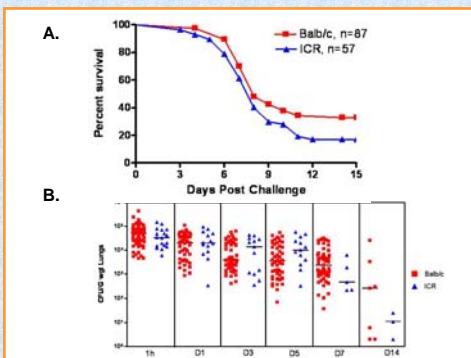 A.
Balb/c, n=87
ICR, n=57
Percent survival
100
80
60
40
20
0
0 3 6 9 12 15
Days Post Challenge
B.
CFU/G wgt Lungs
Balb/c
ICR
1h D1 D3 D5 D7 D14